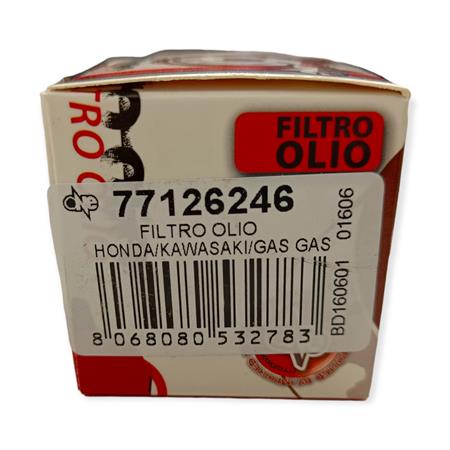 FILTRO
OLIO
77126246
FILTRO OLIO
HONDA/KAWASAKI/GAS GAS
8 068080 532783
BD160601 01606